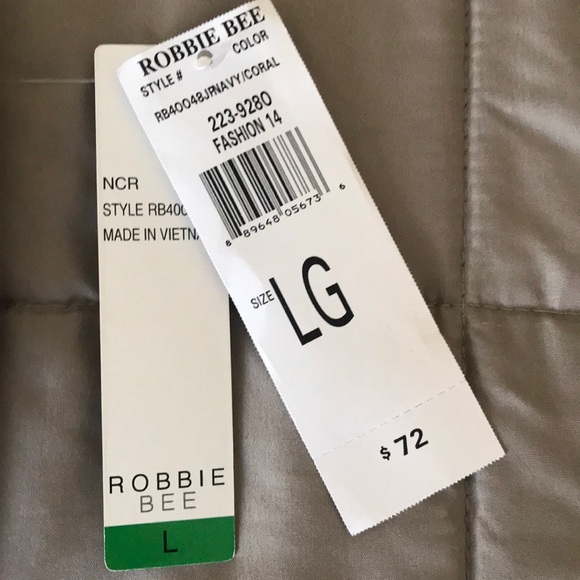 ROBBIE BEE
STYLE # COLOR
RB40048JRNAVY/CORAL
223-9280
FASHION 14
8 89648 05673 6
SIZE LG
$ 72
NCR
STYLE RB400
MADE IN VIETNA
ROBBIE
BEE
L